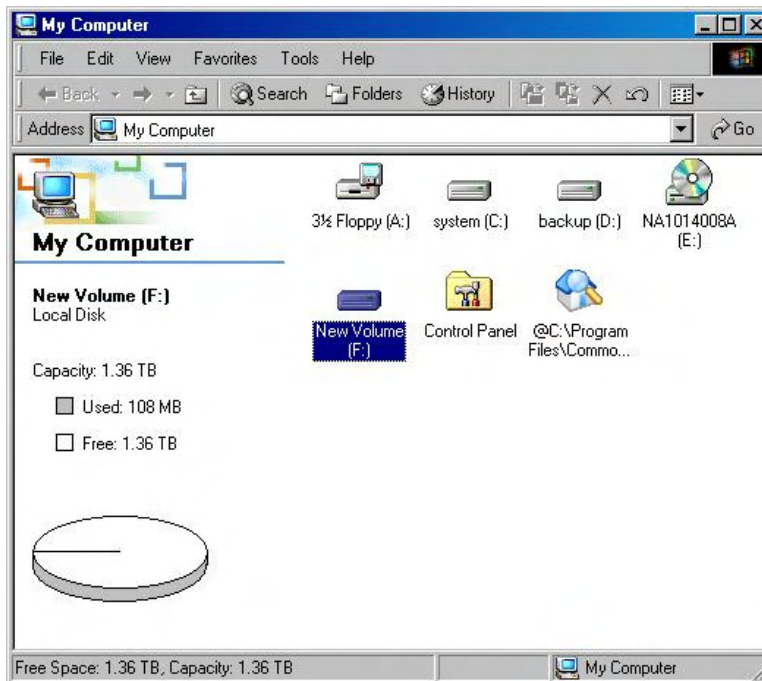 My Computer
File Edit View Favorites Tools Help
Back Search Folders History
Address My Computer Go
My Computer
New Volume (F:)
Local Disk
Capacity: 1.36 TB
Used: 108 MB
Free: 1.36 TB
3½ Floppy (A:) system (C:) backup (D:) NA1014008A
(E:)
New Volume Control Panel @C:\Program
(F:) Files\Commo...
Free Space: 1.36 TB, Capacity: 1.36 TB My Computer